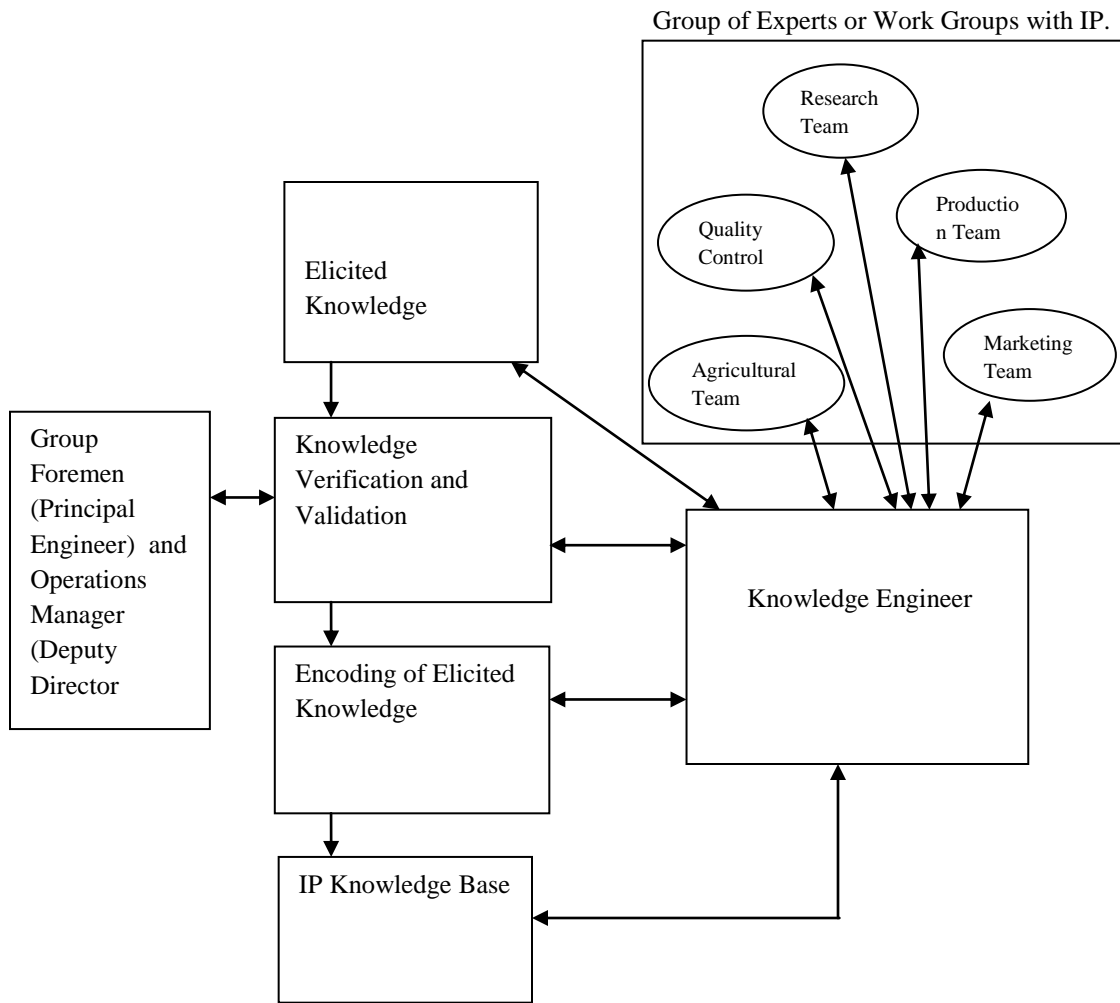 Group of Experts or Work Groups with IP.
Research
Team
Productio
n Team
Quality
Control
Marketing
Team
Agricultural
Team
Elicited
Knowledge
Group
Foremen
(Principal
Engineer)  and
Operations
Manager
(Deputy
Director
Knowledge
Verification and
Validation
Knowledge Engineer
Encoding of Elicited
Knowledge
IP Knowledge Base